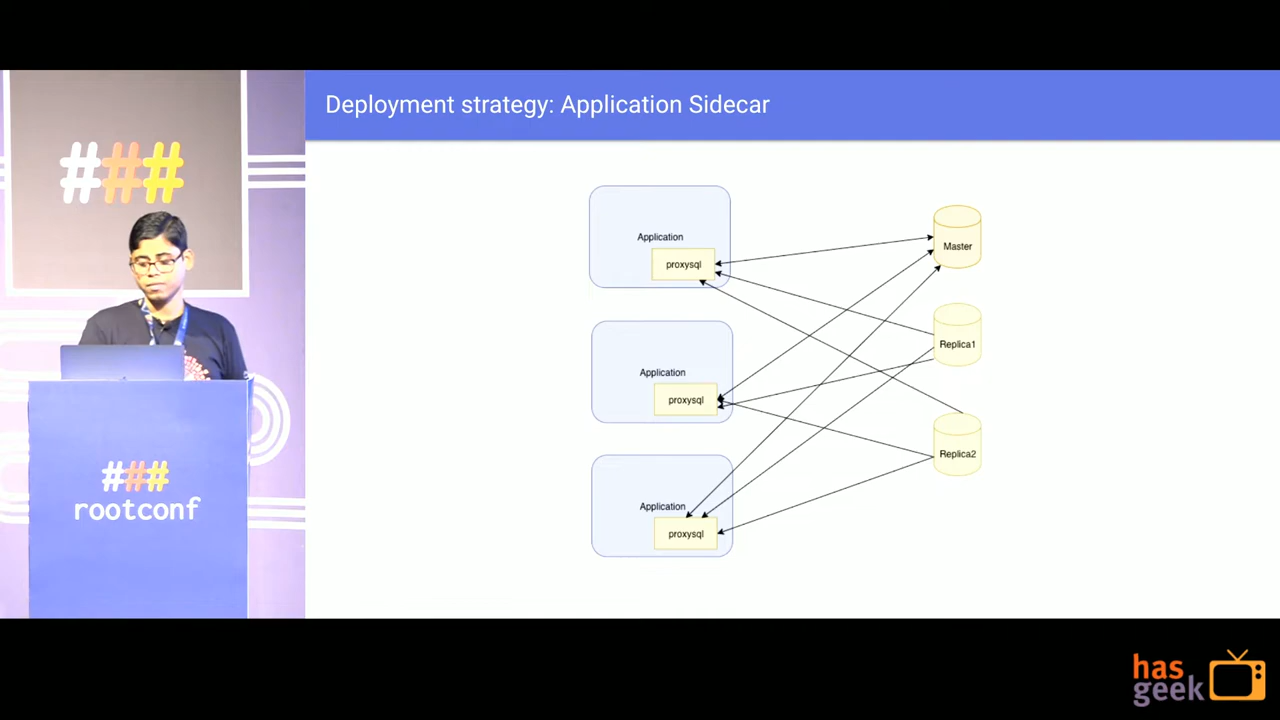 Deployment strategy: Application Sidecar
###
Application
proxysql
Application
proxysql
Application
proxysql
Master
Replica1
Replica2
###
rootconf
has
geek